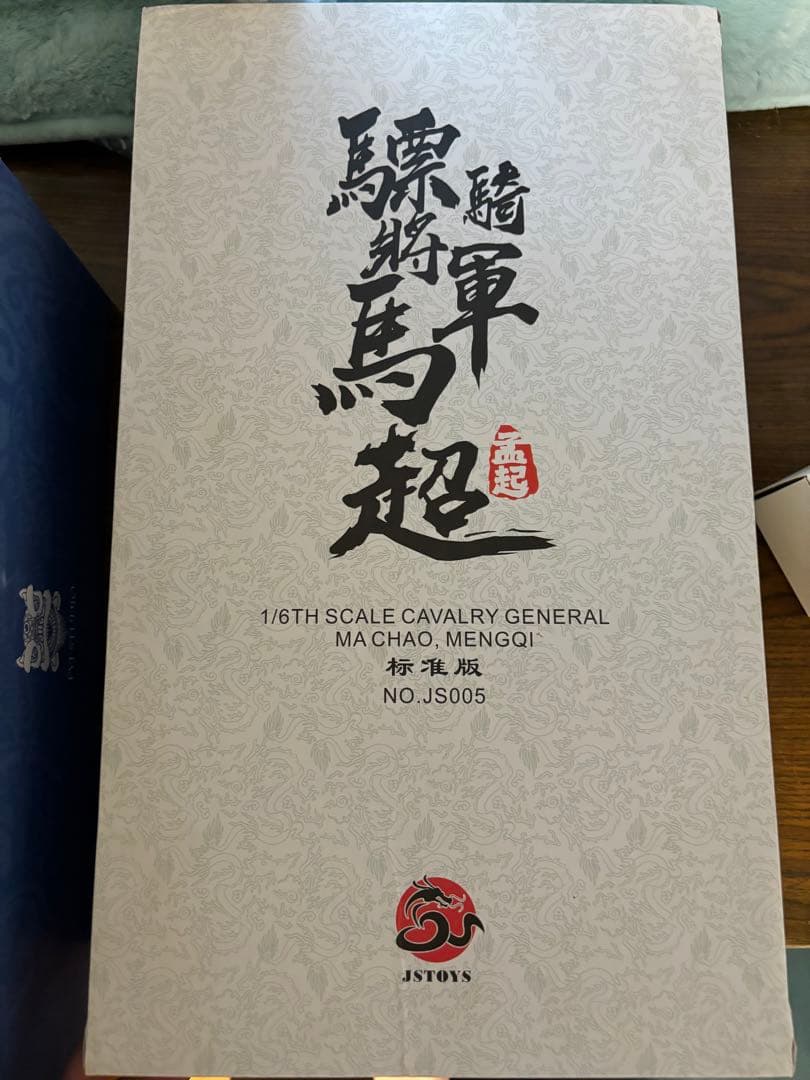 驃騎
將軍
馬超
孟起
1/6TH SCALE CAVALRY GENERAL
MA CHAO, MENGQI
标准版
NO.JS005
JSTOYS